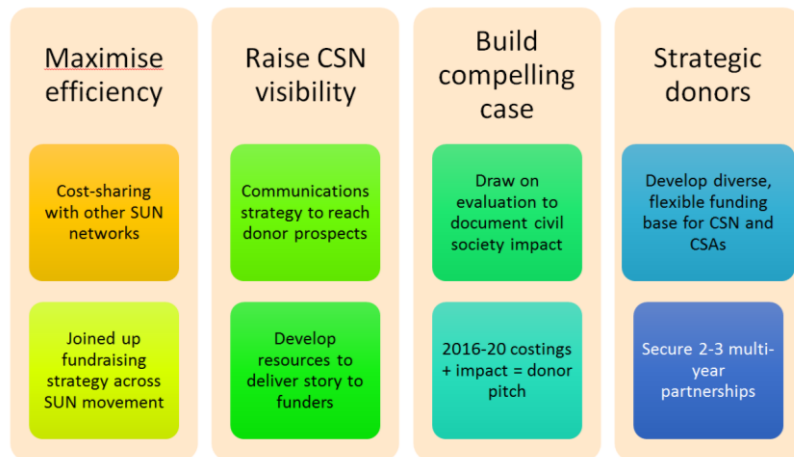 Maximise
efficiency
Cost-sharing
with other SUN
networks
Joined up
fundraising
strategy across
SUN movement
Raise CSN
visibility
Communications
strategy to reach
donor prospects
Develop
resources to
deliver story to
funders
Build
compelling
case
Draw on
evaluation to
document civil
society impact
2016-20 costings
+ impact = donor
pitch
Strategic
donors
Develop diverse,
flexible funding
base for CSN and
CSAs
Secure 2-3 multi-
year
partnerships